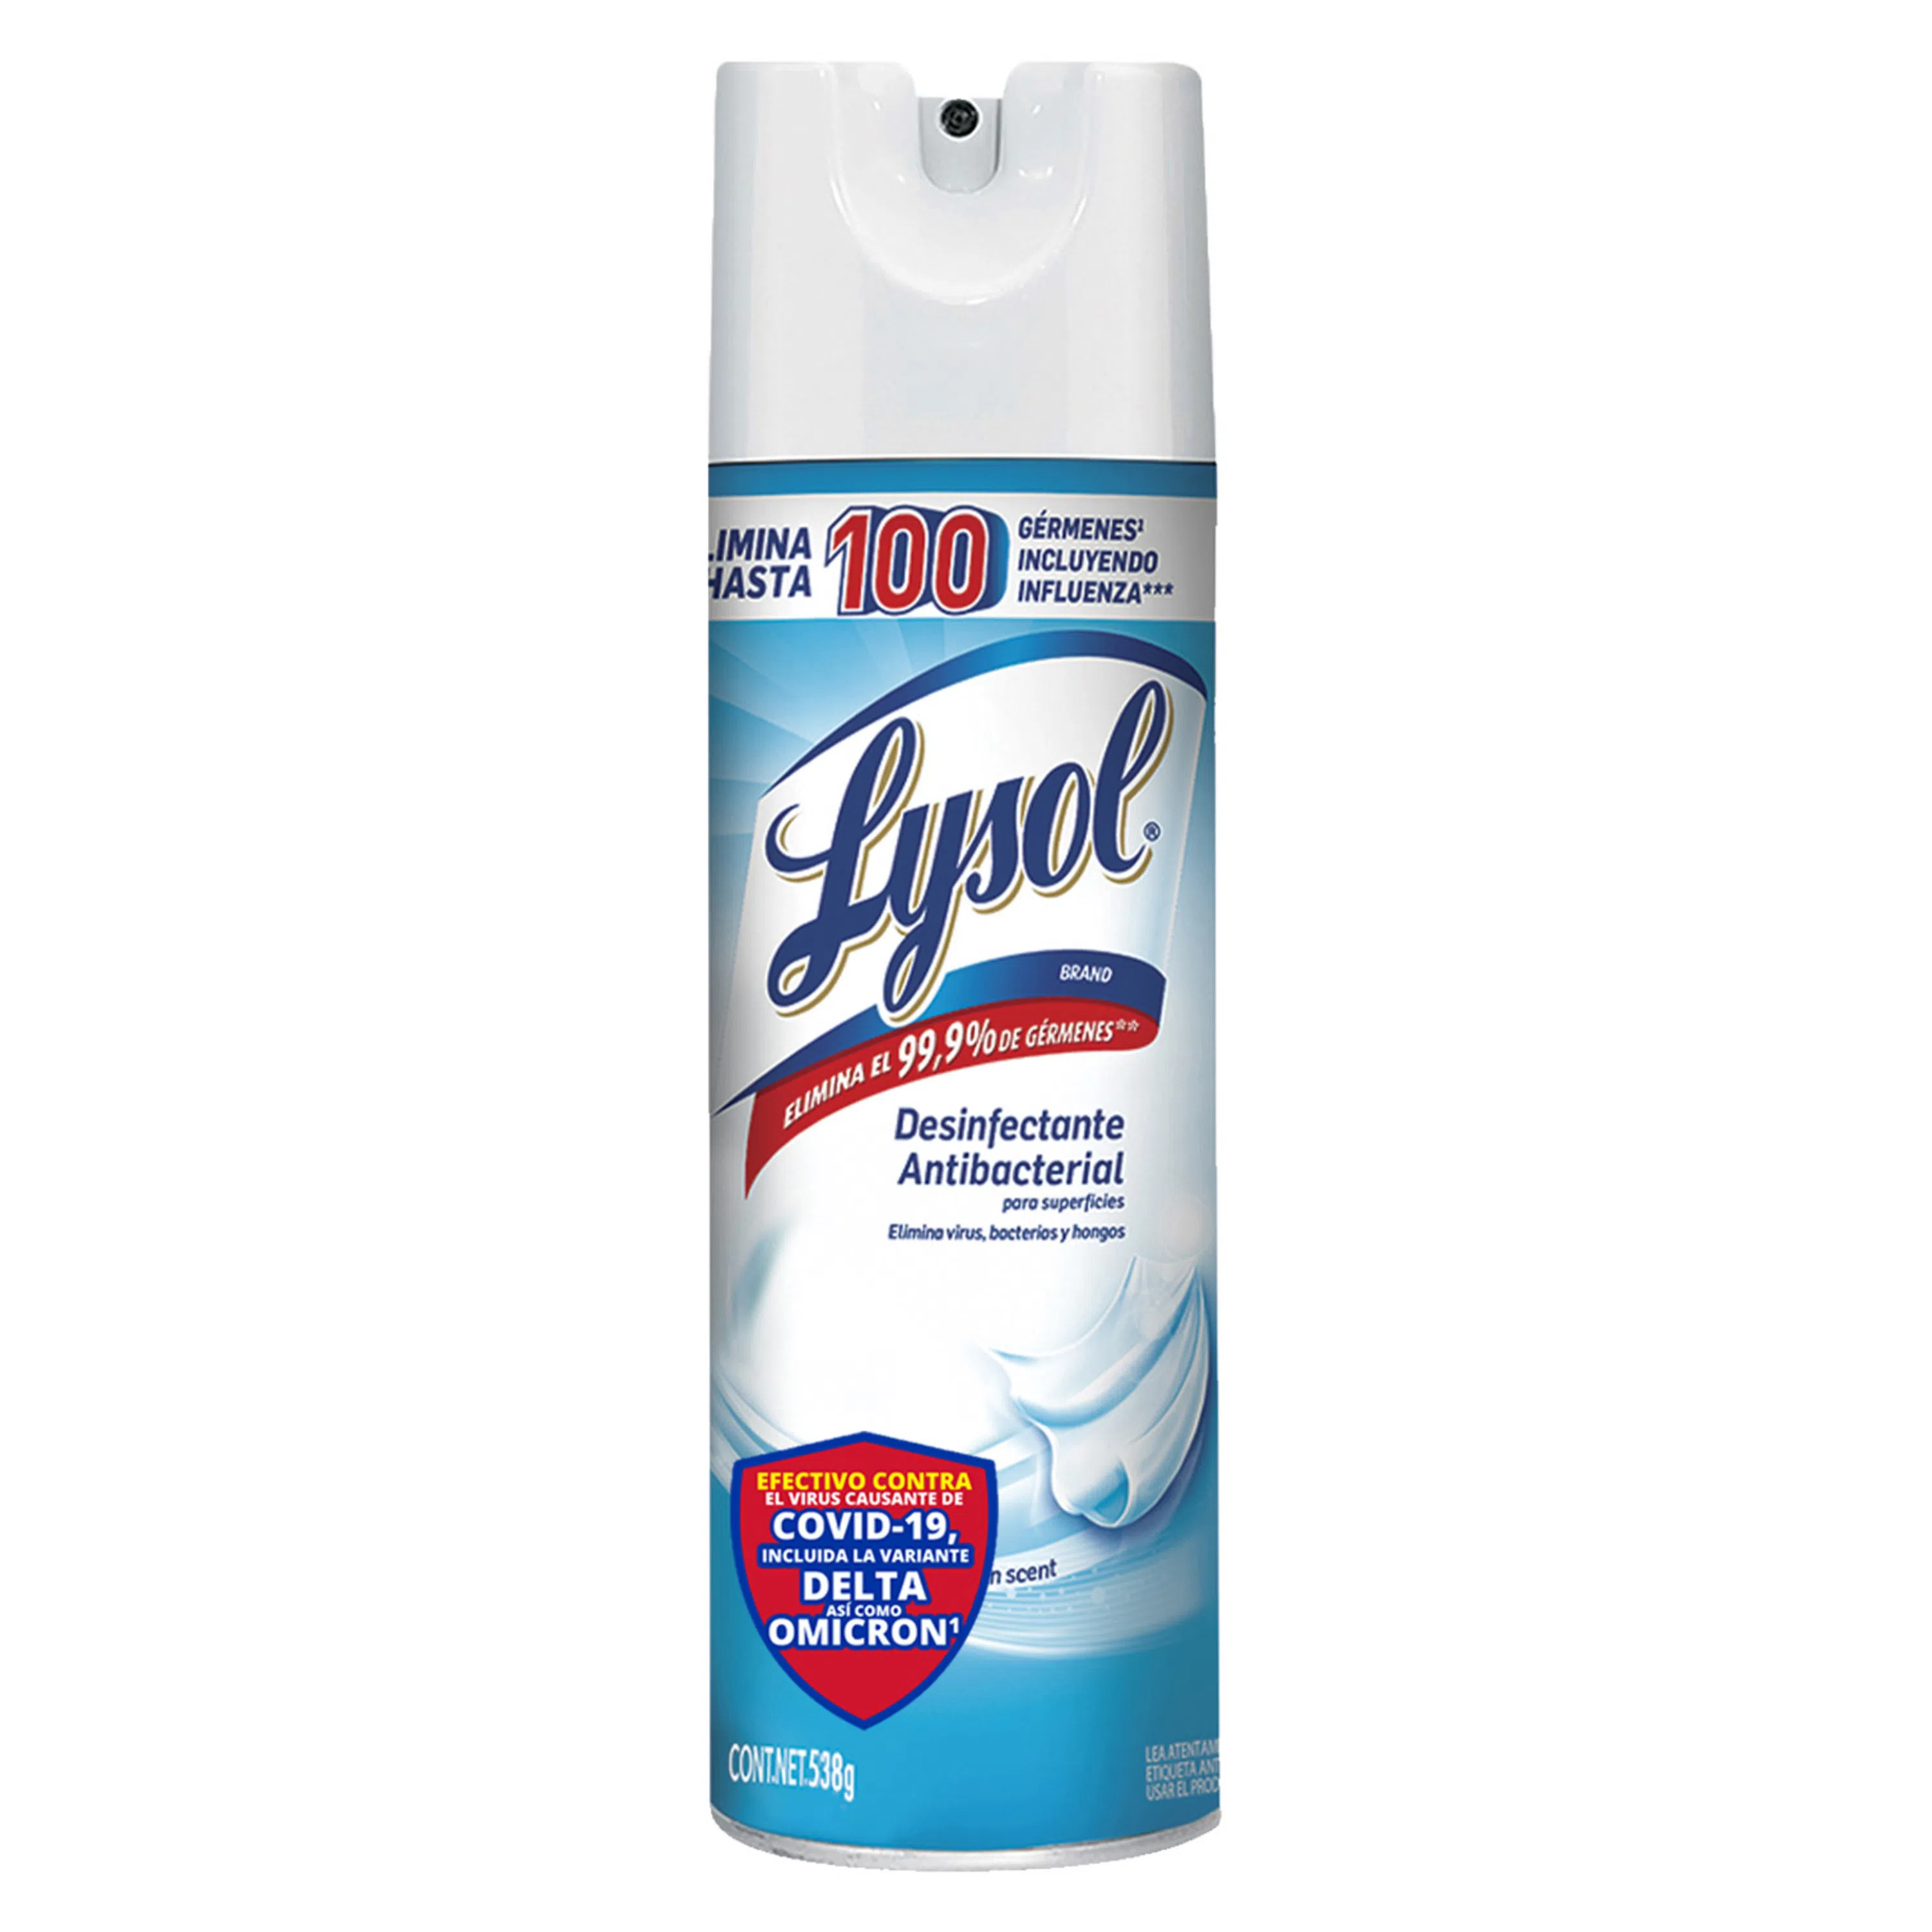 LIMINA
HASTA
100
GÉRMENES¹
INCLUYENDO
INFLUENZA***
Lysol®
BRAND
ELIMINA EL 99,9% DE GÉRMENES**
Desinfectante
Antibacterial
para superficies
Elimina virus, bacterias y hongos
EFECTIVO CONTRA
EL VIRUS CAUSANTE DE
COVID-19,
INCLUIDA LA VARIANTE
DELTA
ASÍ COMO
OMICRON¹
n scent
CONT.NET.538g
LEA ATENTAM
ETIQUETA ANT
USAR EL PROD